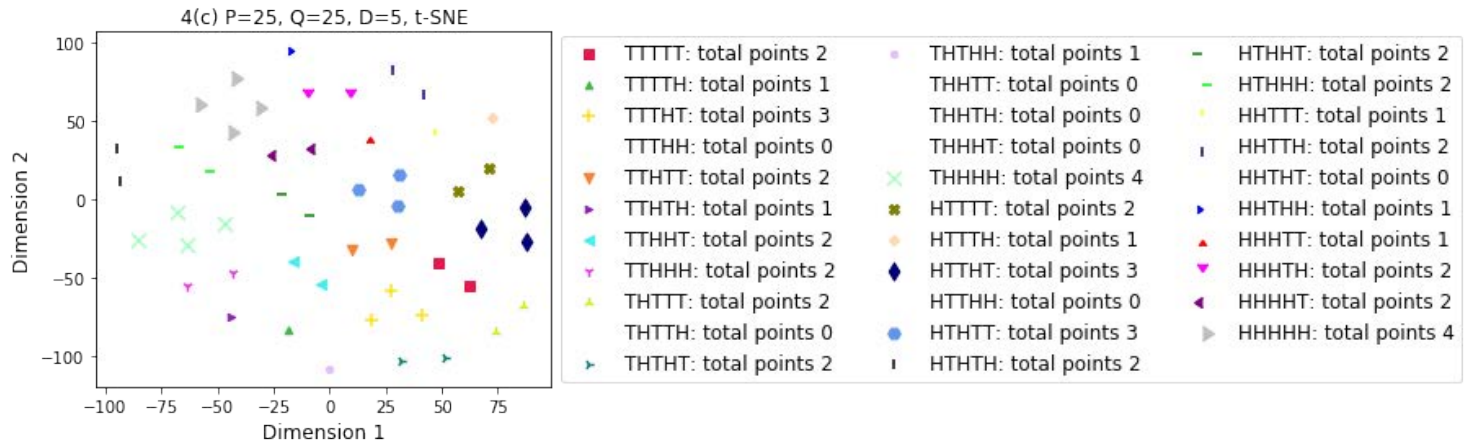 4(c) P=25, Q=25, D=5, t-SNE
100
50
0
−50
−100
Dimension 2
−100 −75 −50 −25 0 25 50 75
Dimension 1
TTTTT: total points 2
TTTTH: total points 1
TTTHT: total points 3
TTTHH: total points 0
TTHTT: total points 2
TTHTH: total points 1
TTHHT: total points 2
TTHHH: total points 2
THTTT: total points 2
THTTH: total points 0
THTHT: total points 2
THTHH: total points 1
THHTT: total points 0
THHTH: total points 0
THHHT: total points 0
THHHH: total points 4
HTTTT: total points 2
HTTTH: total points 1
HTTHT: total points 3
HTTHH: total points 0
HTHTT: total points 3
HTHTH: total points 2
HTHHT: total points 2
HTHHH: total points 2
HHTTT: total points 1
HHTTH: total points 2
HHTHT: total points 0
HHTHH: total points 1
HHHTT: total points 1
HHHTH: total points 2
HHHHT: total points 2
HHHHH: total points 4